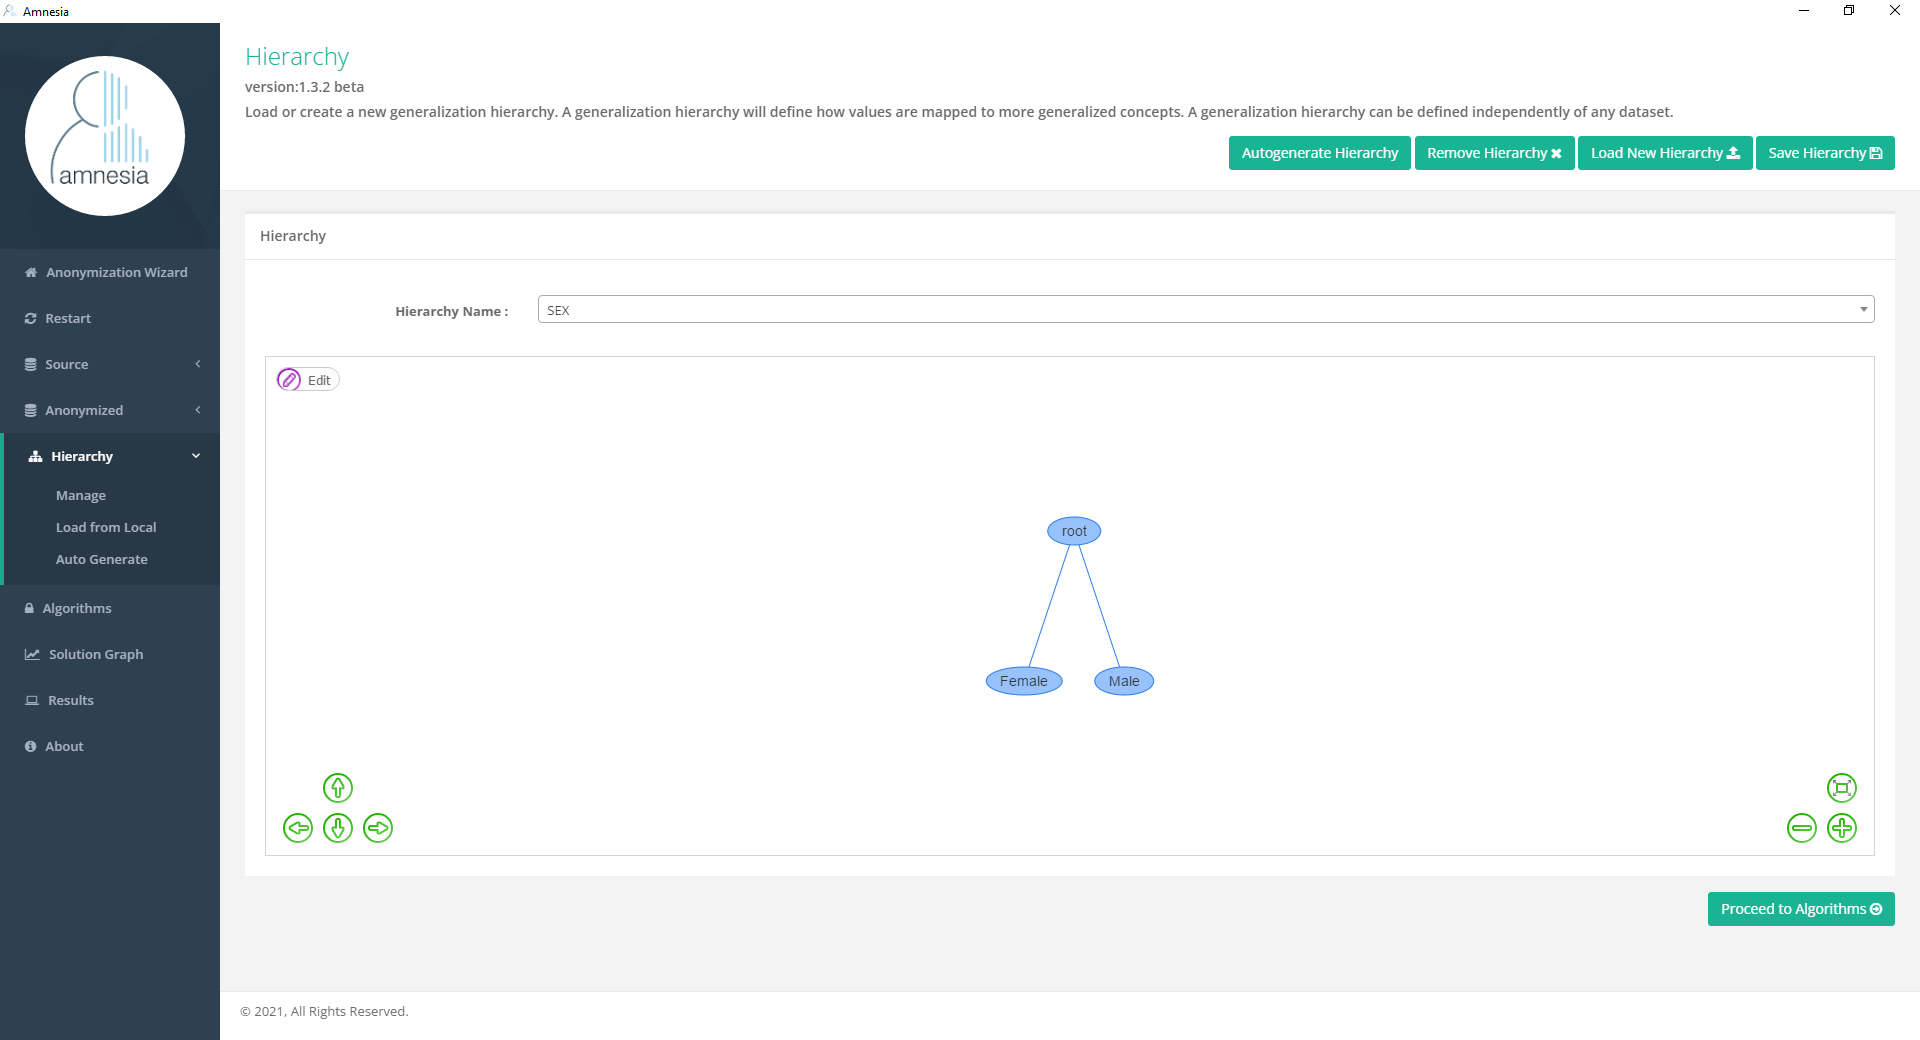 Amnesia
amnesia
Anonymization Wizard
Restart
Source
Anonymized
Hierarchy
Manage
Load from Local
Auto Generate
Algorithms
Solution Graph
Results
About
Hierarchy
version:1.3.2 beta
Load or create a new generalization hierarchy. A generalization hierarchy will define how values are mapped to more generalized concepts. A generalization hierarchy can be defined independently of any dataset.
Autogenerate Hierarchy Remove Hierarchy Load New Hierarchy Save Hierarchy
Hierarchy
Hierarchy Name : SEX
Edit
root
Female Male
Proceed to Algorithms
© 2021, All Rights Reserved.